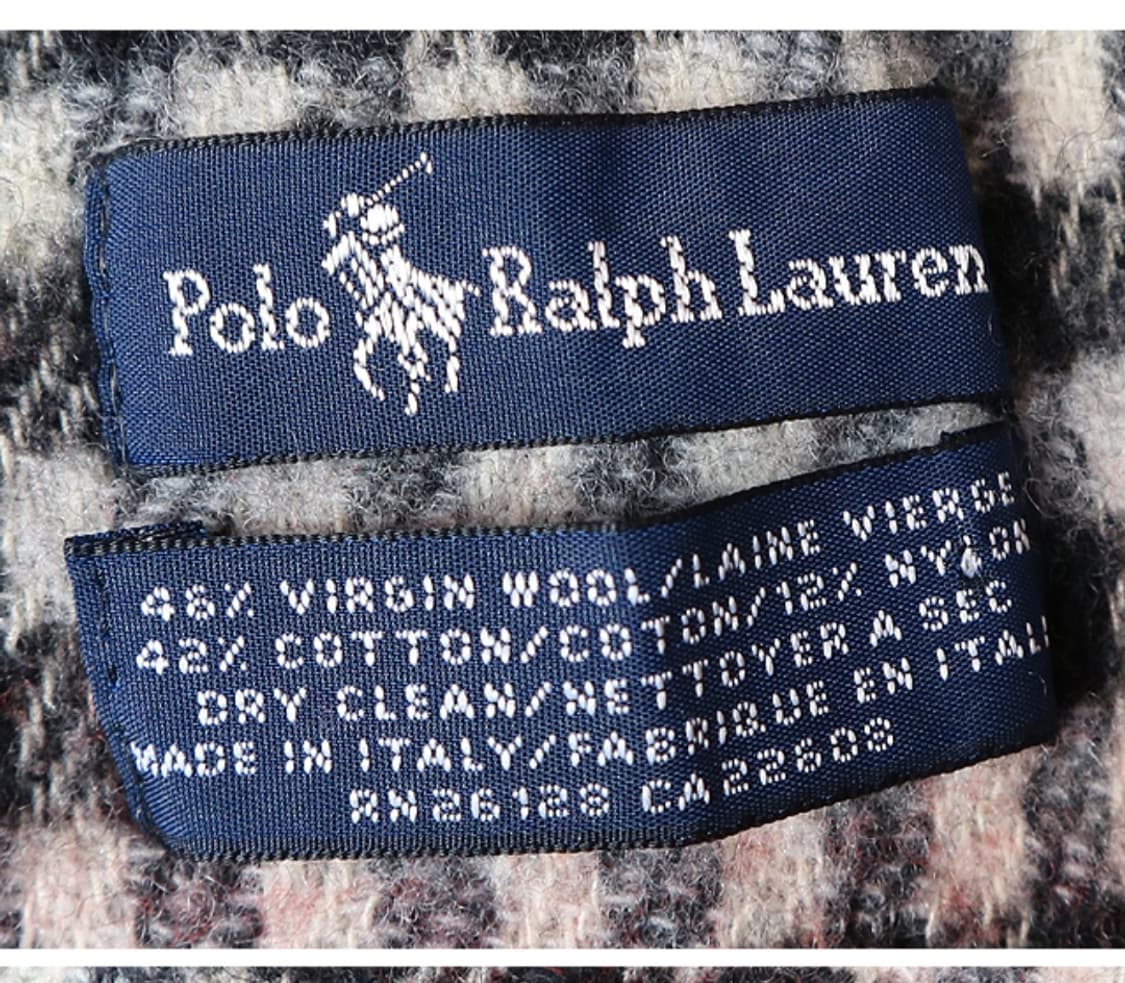 Polo Ralph Lauren
46% VIRGIN WOOL/LAINE VIERGE
42% COTTON/COTON/12% NYLON
DRY CLEAN/NETTOYER A SEC
MADE IN ITALY/FABRIQUE EN ITALI
RN26128 CA22608